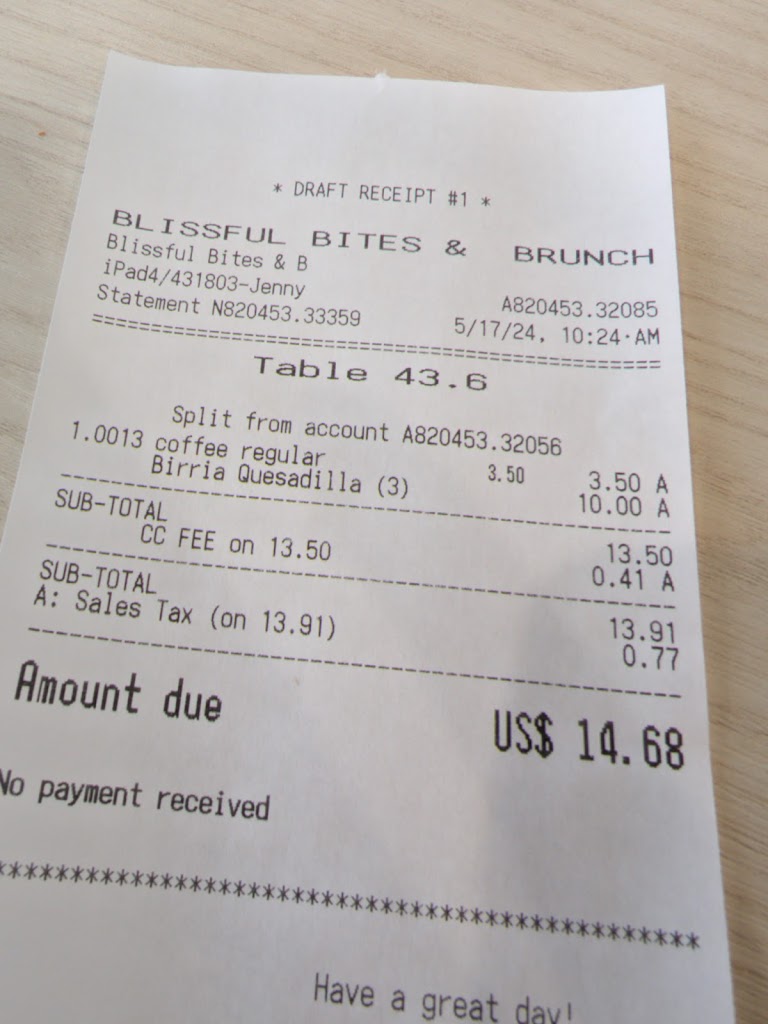 * DRAFT RECEIPT #1 *
BLISSFUL BITES & BRUNCH
Blissful Bites & B
iPad4/431803-Jenny A820453.32085
Statement N820453.33359 5/17/24, 10:24 AM
==================================================
Table 43.6
Split from account A820453.32056
1.0013 coffee regular 3.50 3.50 A
Birria Quesadilla (3) 10.00 A
--------------------------------------------------
SUB-TOTAL 13.50
CC FEE on 13.50 0.41 A
--------------------------------------------------
SUB-TOTAL 13.91
A: Sales Tax (on 13.91) 0.77
--------------------------------------------------
Amount due US$ 14.68
No payment received
**************************************************
Have a great day!